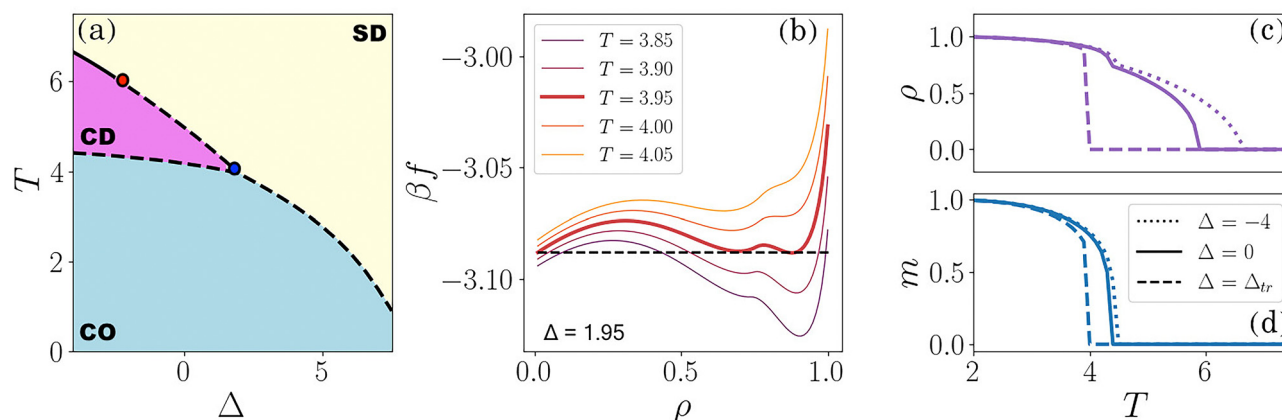 (a)
SD
CD
CO
T
6
4
2
0
0
5
Δ
(b)
T = 3.85
T = 3.90
T = 3.95
T = 4.00
T = 4.05
βf
−3.00
−3.05
−3.10
Δ = 1.95
0.0
0.5
1.0
ρ
(c)
ρ
1.0
0.5
0.0
m
1.0
0.5
0.0
Δ = −4
Δ = 0
Δ = Δtr
(d)
2
4
6
T